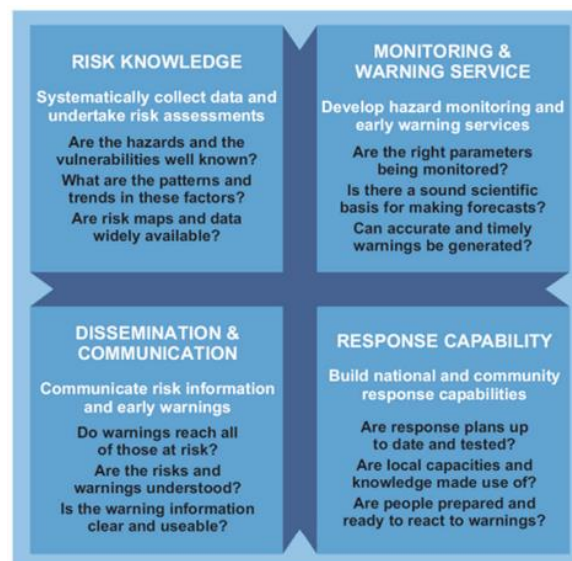 RISK KNOWLEDGE
Systematically collect data and
undertake risk assessments
Are the hazards and the
vulnerabilities well known?
What are the patterns and
trends in these factors?
Are risk maps and data
widely available?
MONITORING &
WARNING SERVICE
Develop hazard monitoring and
early warning services
Are the right parameters
being monitored?
Is there a sound scientific
basis for making forecasts?
Can accurate and timely
warnings be generated?
DISSEMINATION &
COMMUNICATION
Communicate risk information
and early warnings
Do warnings reach all
of those at risk?
Are the risks and
warnings understood?
Is the warning information
clear and useable?
RESPONSE CAPABILITY
Build national and community
response capabilities
Are response plans up
to date and tested?
Are local capacities and
knowledge made use of?
Are people prepared and
ready to react to warnings?